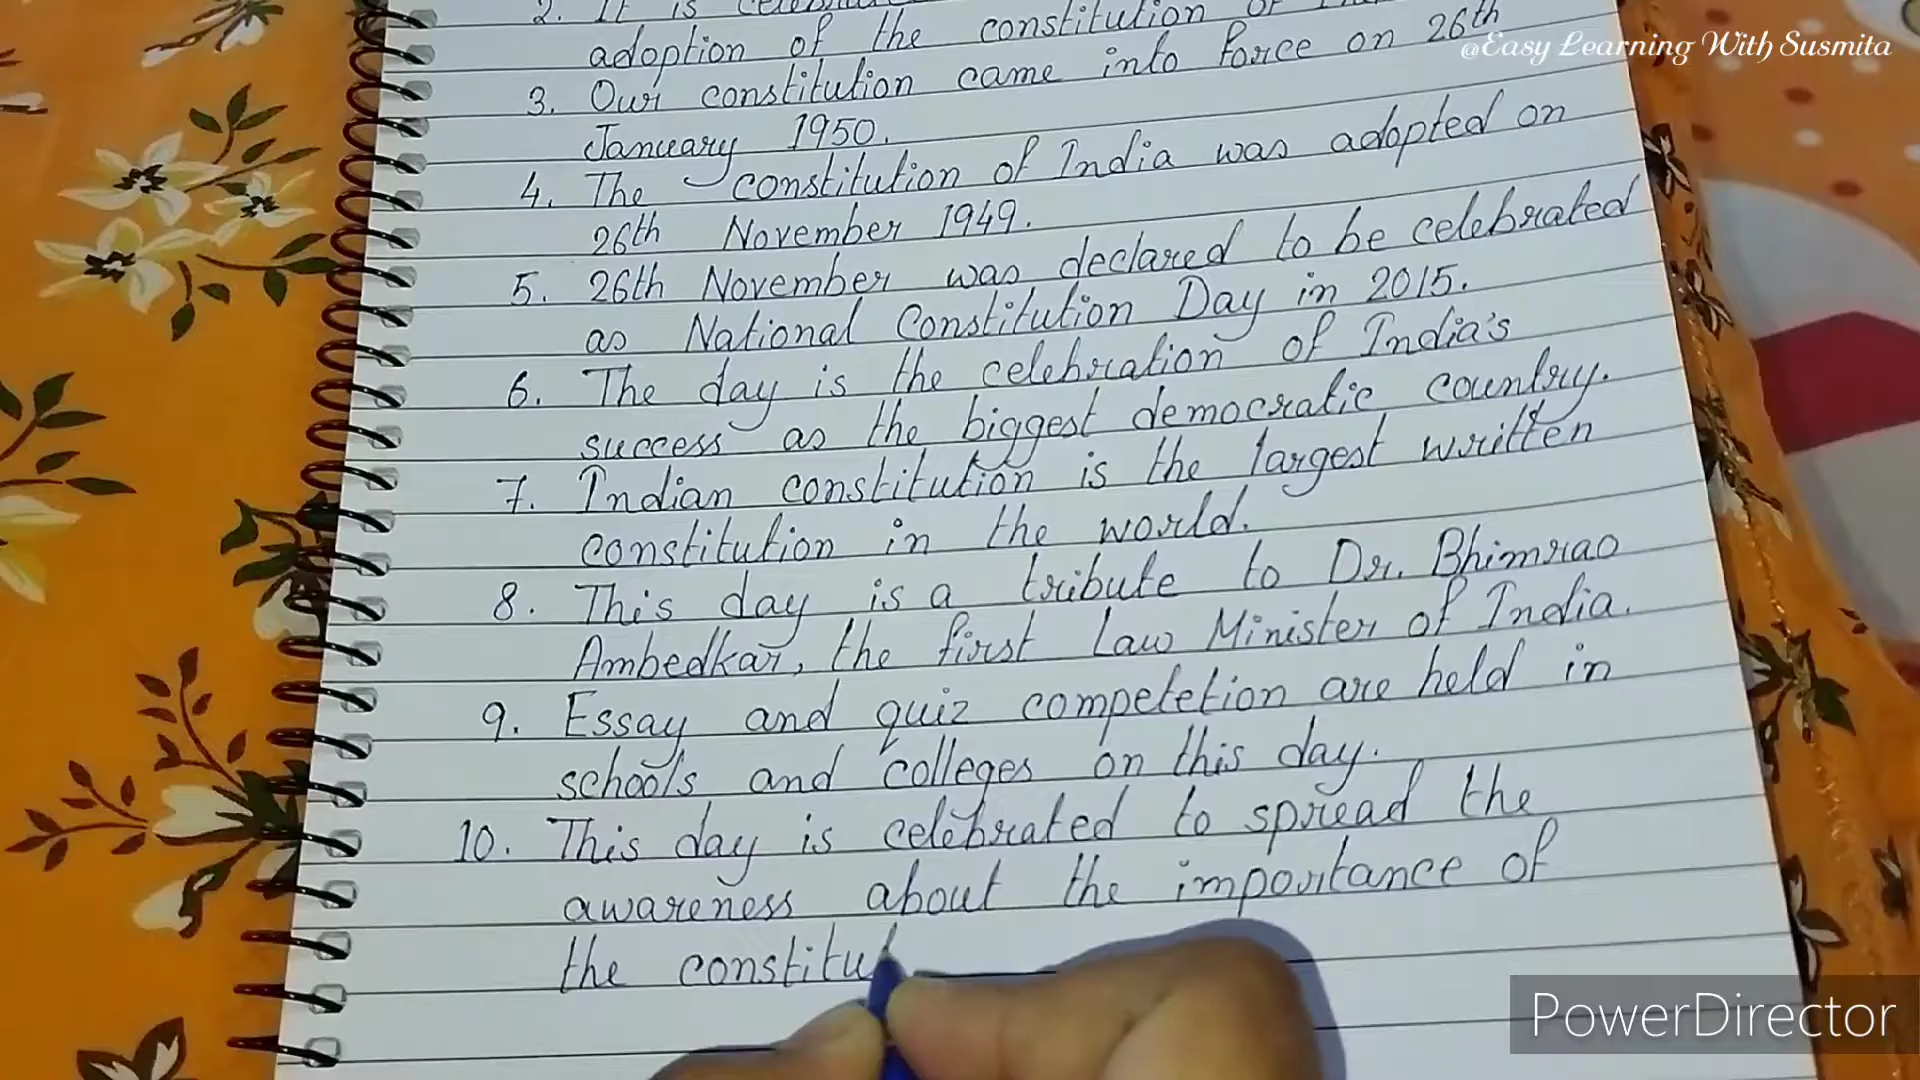 2. It is
adoption of the constitution of
@Easy Learning With Susmita
3. Our constitution came into force on 26th
January 1950.
4. The constitution of India was adopted on
26th November 1949.
5. 26th November was declared to be celebrated
as National Constitution Day in 2015.
6. The day is the celebration of India's
success as the biggest democratic country.
7. Indian constitution is the largest written
constitution in the world.
8. This day is a tribute to Dr. Bhimrao
Ambedkar, the first Law Minister of India.
9. Essay and quiz competetion are held in
schools and colleges on this day.
10. This day is celebrated to spread the
awareness about the importance of
the constitu
PowerDirector